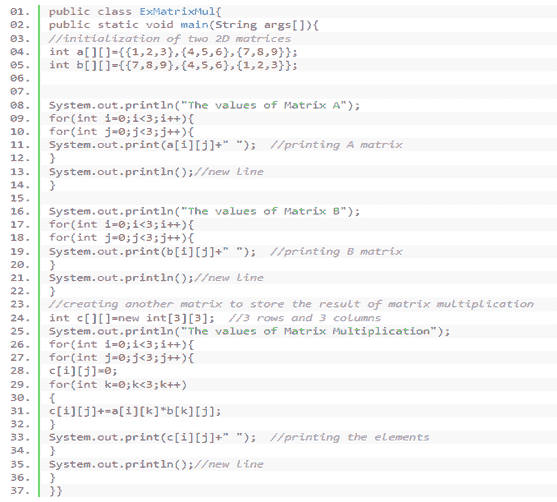 01. public class ExMatrixMul{
02. public static void main(String args[]){
03. //initialization of two 2D matrices
04. int a[][]={{1,2,3},{4,5,6},{7,8,9}};
05. int b[][]={{7,8,9},{4,5,6},{1,2,3}};
06.
07.
08. System.out.println("The values of Matrix A");
09. for(int i=0;i<3;i++){
10. for(int j=0;j<3;j++){
11. System.out.print(a[i][j]+" ");  //printing A matrix
12. }
13. System.out.println();//new line
14. }
15.
16. System.out.println("The values of Matrix B");
17. for(int i=0;i<3;i++){
18. for(int j=0;j<3;j++){
19. System.out.print(b[i][j]+" ");  //printing B matrix
20. }
21. System.out.println();//new line
22. }
23. //creating another matrix to store the result of matrix multiplication
24. int c[][]=new int[3][3];  //3 rows and 3 columns
25. System.out.println("The values of Matrix Multiplication");
26. for(int i=0;i<3;i++){
27. for(int j=0;j<3;j++){
28. c[i][j]=0;
29. for(int k=0;k<3;k++)
30. {
31. c[i][j]+=a[i][k]*b[k][j];
32. }
33. System.out.print(c[i][j]+" ");  //printing the elements
34. }
35. System.out.println();//new line
36. }
37. }}